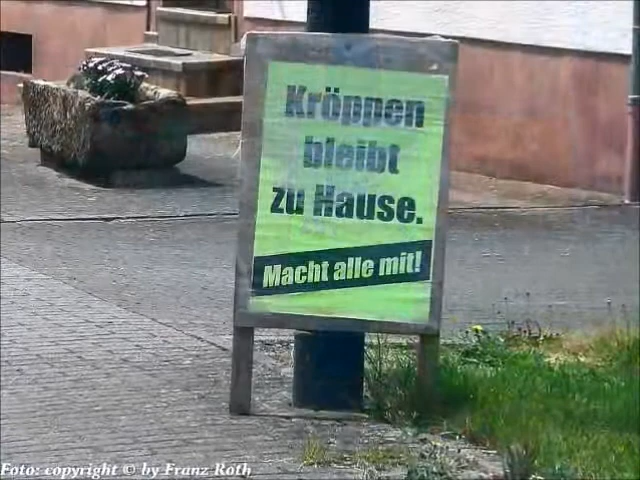 Kröppen
bleibt
zu Hause.
Macht alle mit!
Foto: copyright © by Franz Roth